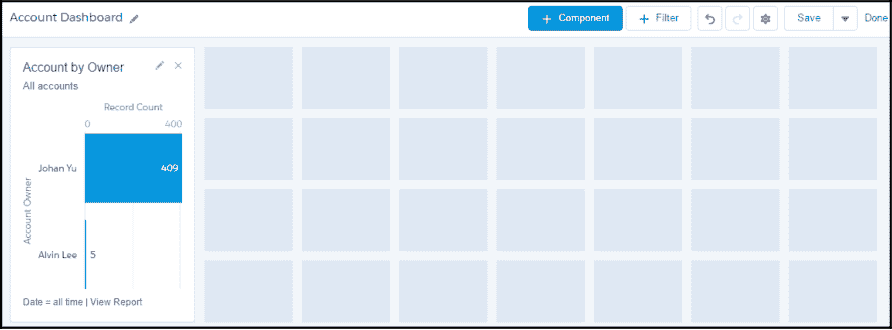 Account Dashboard
+ Component
+ Filter
Save
Done
Account by Owner
All accounts
Record Count
0 400
Account Owner
Johan Yu 409
Alvin Lee 5
Date = all time | View Report